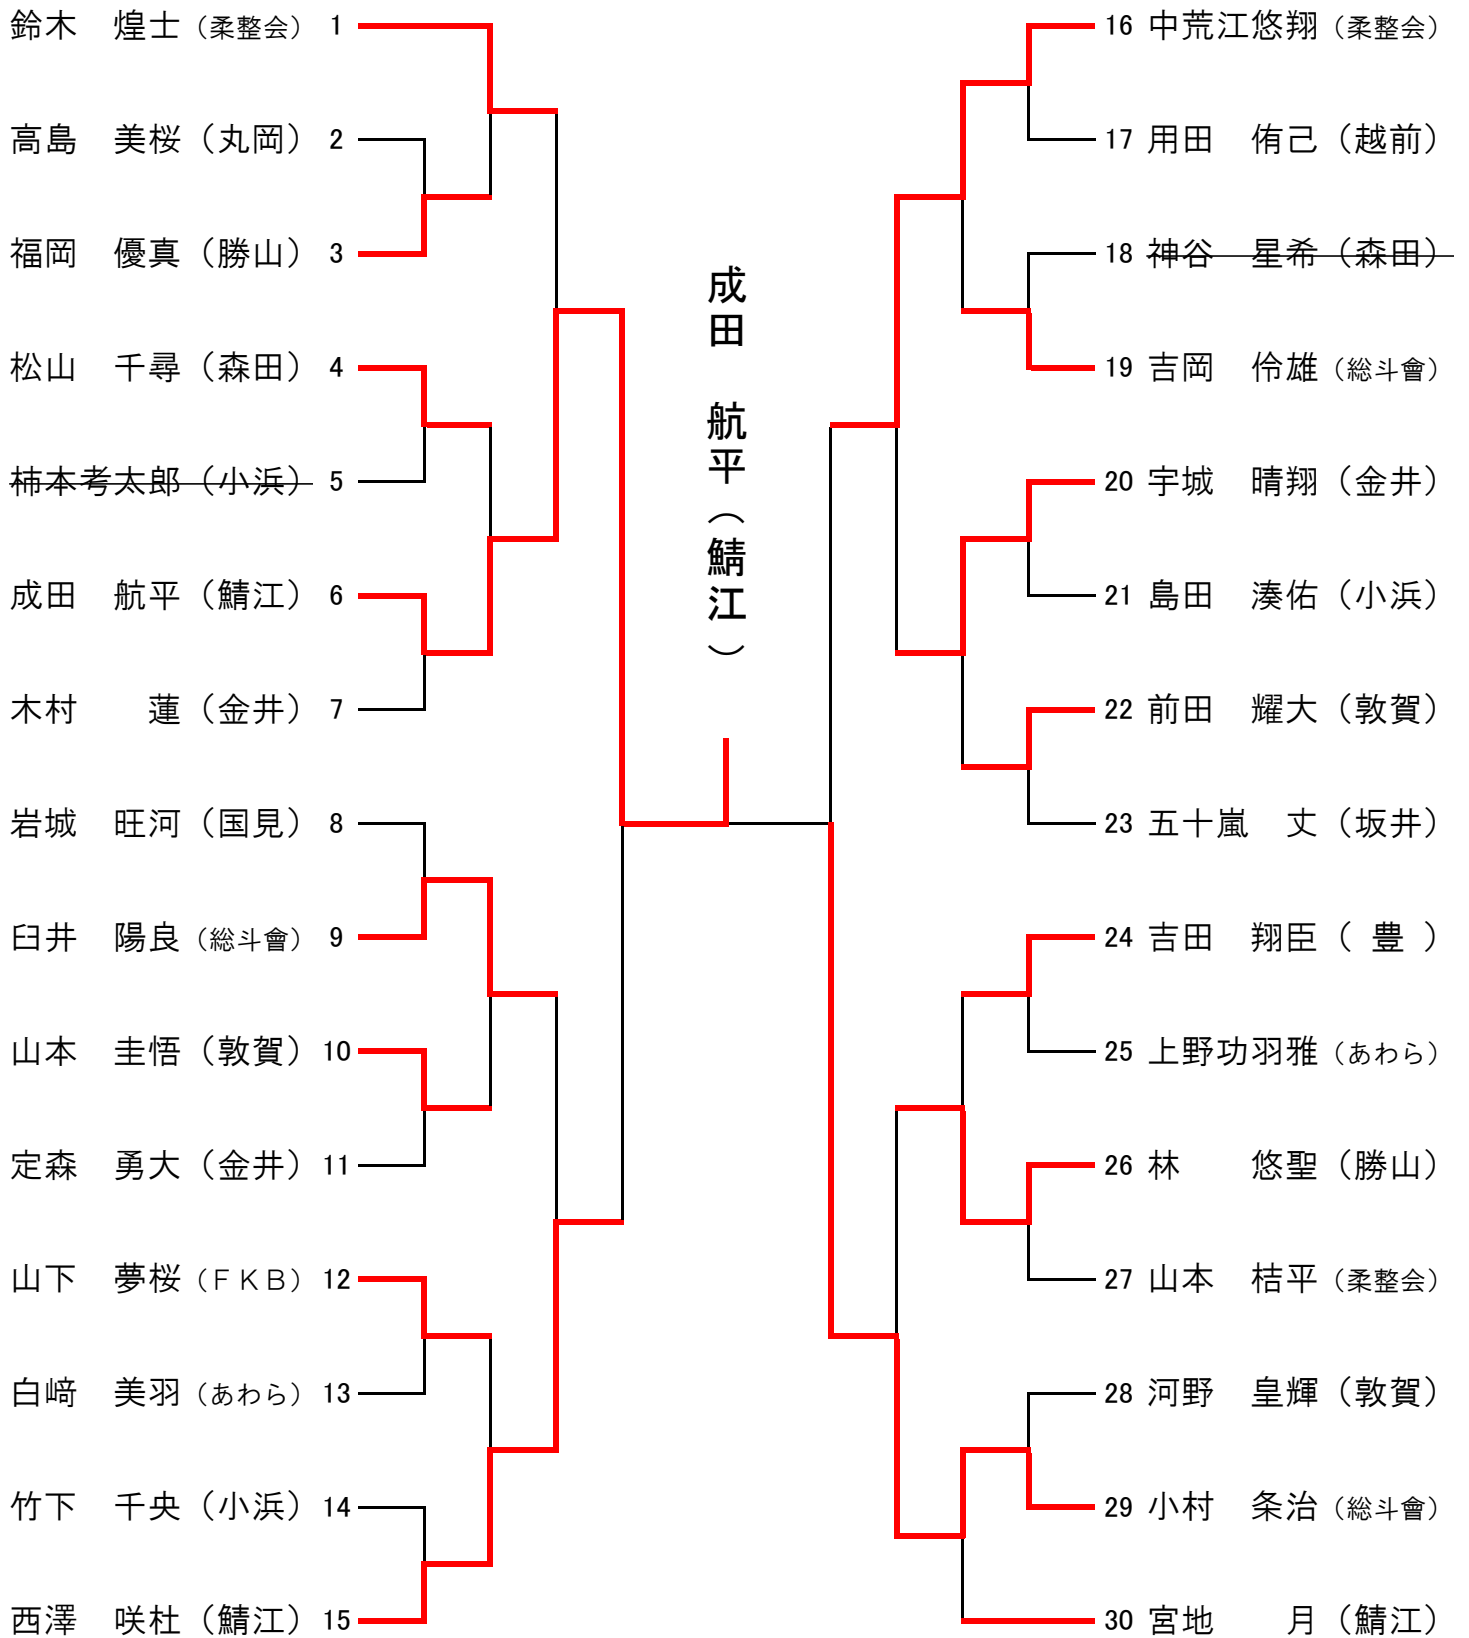 鈴木　煌士（柔整会） 1
高島　美桜（丸岡） 2
福岡　優真（勝山） 3
松山　千尋（森田） 4
柿本考太郎（小浜） 5
成田　航平（鯖江） 6
木村　　蓮（金井） 7
岩城　旺河（国見） 8
臼井　陽良（総斗會） 9
山本　圭悟（敦賀） 10
定森　勇大（金井） 11
山下　夢桜（ＦＫＢ） 12
白﨑　美羽（あわら） 13
竹下　千央（小浜） 14
西澤　咲杜（鯖江） 15
成田　航平（鯖江）
16 中荒江悠翔（柔整会）
17 用田　侑己（越前）
18 神谷　星希（森田）
19 吉岡　伶雄（総斗會）
20 宇城　晴翔（金井）
21 島田　湊佑（小浜）
22 前田　耀大（敦賀）
23 五十嵐　丈（坂井）
24 吉田　翔臣（ 豊 ）
25 上野功羽雅（あわら）
26 林　　悠聖（勝山）
27 山本　桔平（柔整会）
28 河野　皇輝（敦賀）
29 小村　条治（総斗會）
30 宮地　　月（鯖江）